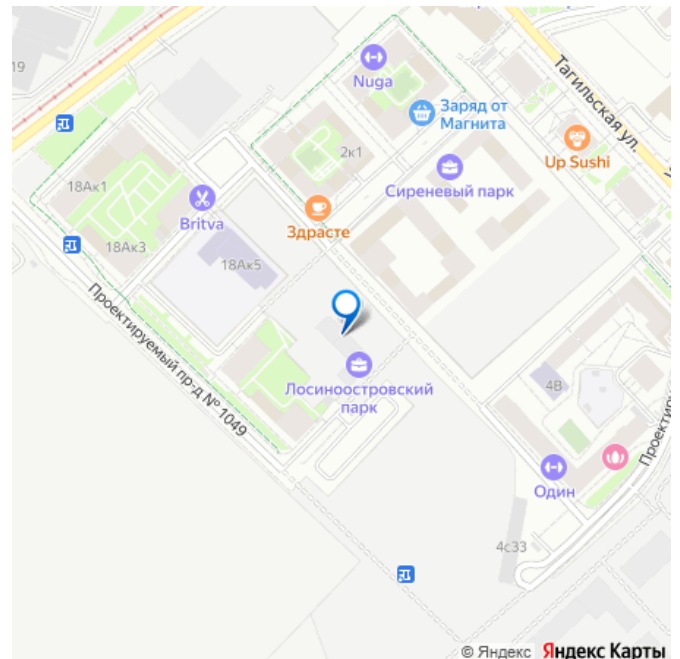 19
Nuga
Заряд от
Магнита
Тагильская ул.
Up Sushi
2к1
Сиреневый парк
18Ак1
Britva
Здрасте
18Ак3
18Ак5
Проектируемый пр-д № 1049
Лосиноостровский
парк
4В
Один
4с33
© Яндекс Яндекс Карты